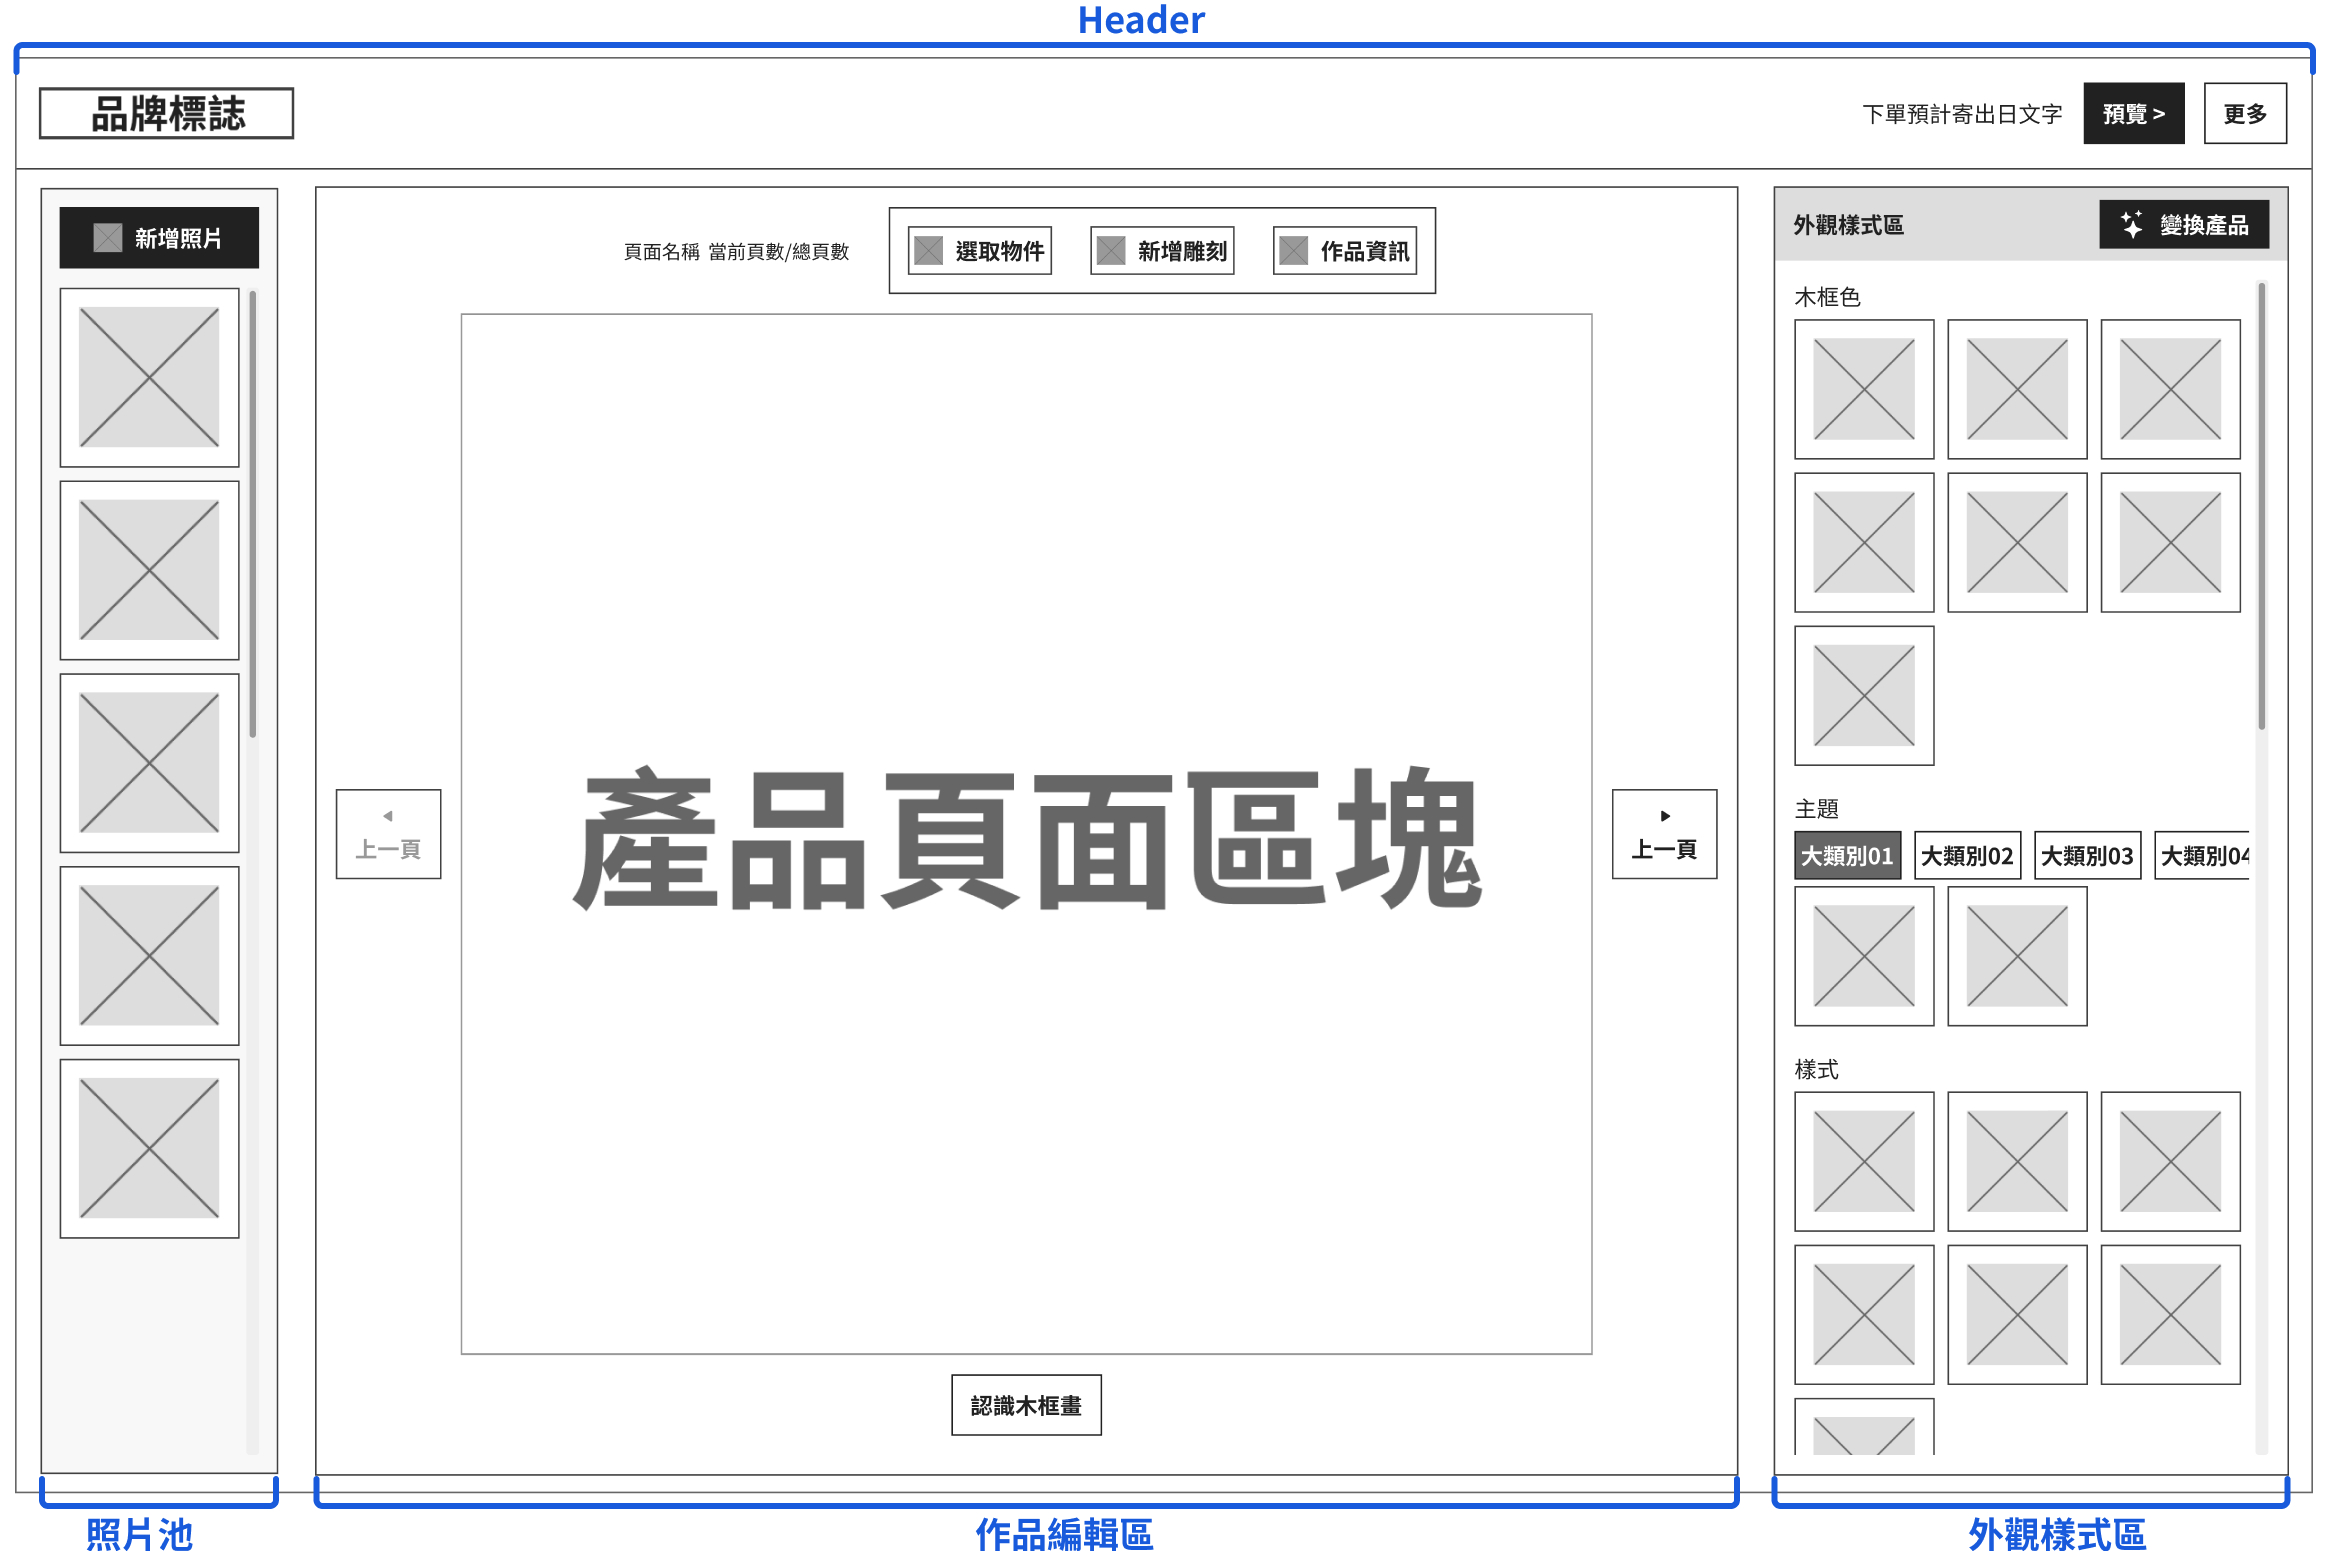 Header
品牌標誌
下單預計寄出日文字
預覽 >
更多
新增照片
頁面名稱 當前頁數/總頁數
選取物件
新增雕刻
作品資訊
產品頁面區塊
上一頁
上一頁
認識木框畫
外觀樣式區
變換產品
木框色
主題
大類別01
大類別02
大類別03
大類別04
樣式
照片池
作品編輯區
外觀樣式區